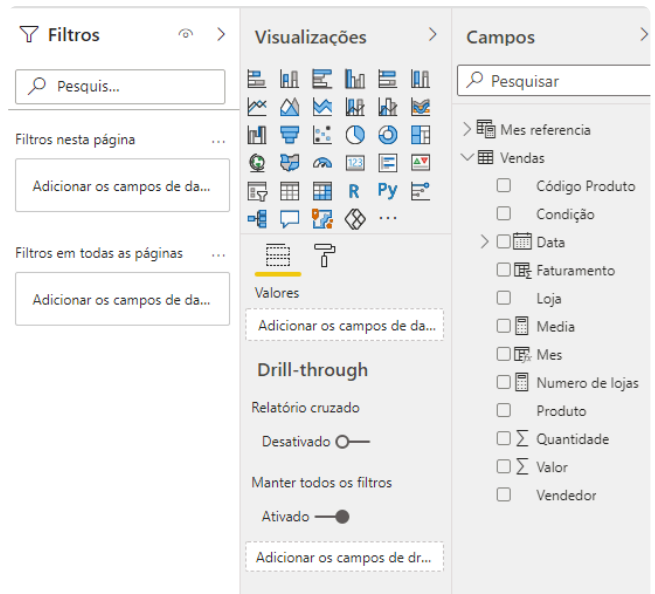 Filtros
Pesquis...
Filtros nesta página
...
Adicionar os campos de da...
Filtros em todas as páginas
...
Adicionar os campos de da...
Visualizações
123
R
Py
...
Valores
Adicionar os campos de da...
Drill-through
Relatório cruzado
Desativado
Manter todos os filtros
Ativado
Adicionar os campos de dr...
Campos
Pesquisar
Mes referencia
Vendas
Código Produto
Condição
Data
Faturamento
Loja
Media
Mes
Numero de lojas
Produto
Quantidade
Valor
Vendedor